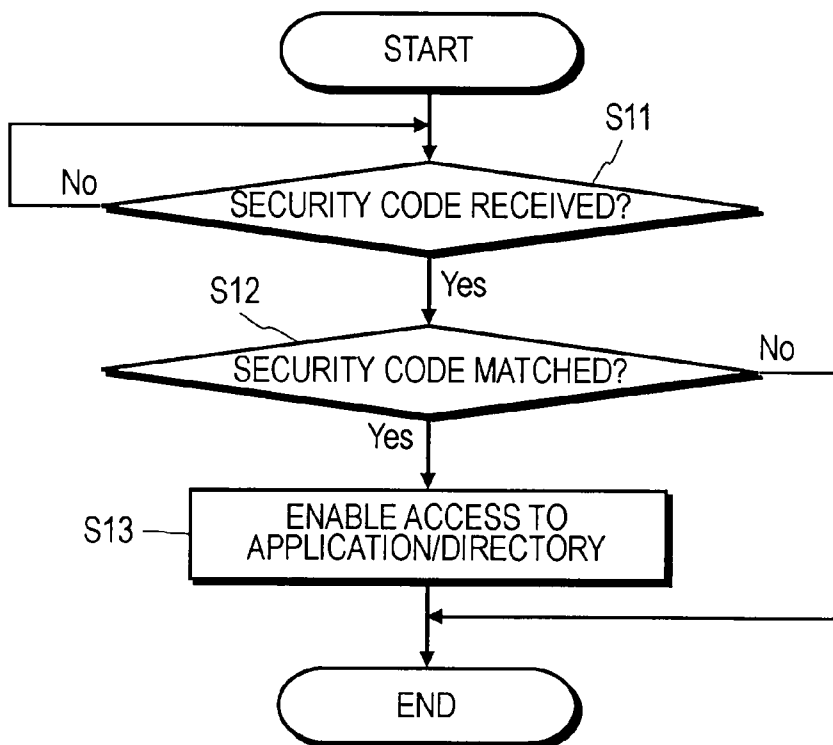 START
S11
No
SECURITY CODE RECEIVED?
Yes
S12
No
SECURITY CODE MATCHED?
Yes
S13
ENABLE ACCESS TO
APPLICATION/DIRECTORY
END